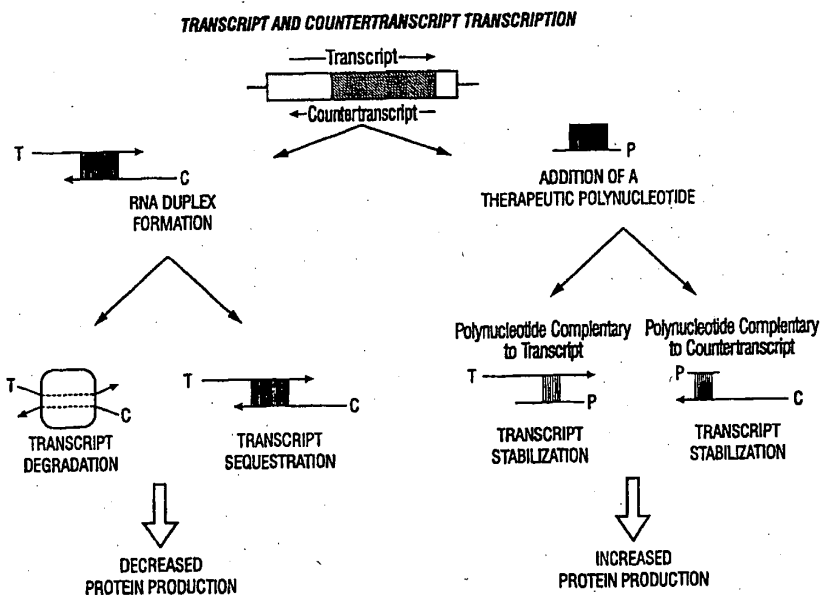 TRANSCRIPT AND COUNTERTRANSCRIPT TRANSCRIPTION
Transcript
Countertranscript
T
C
RNA DUPLEX
FORMATION
P
ADDITION OF A
THERAPEUTIC POLYNUCLEOTIDE
T
C
TRANSCRIPT
DEGRADATION
T
C
TRANSCRIPT
SEQUESTRATION
Polynucleotide Complentary
to Transcript
T
P
TRANSCRIPT
STABILIZATION
Polynucleotide Complentary
to Countertranscript
P
C
TRANSCRIPT
STABILIZATION
DECREASED
PROTEIN PRODUCTION
INCREASED
PROTEIN PRODUCTION